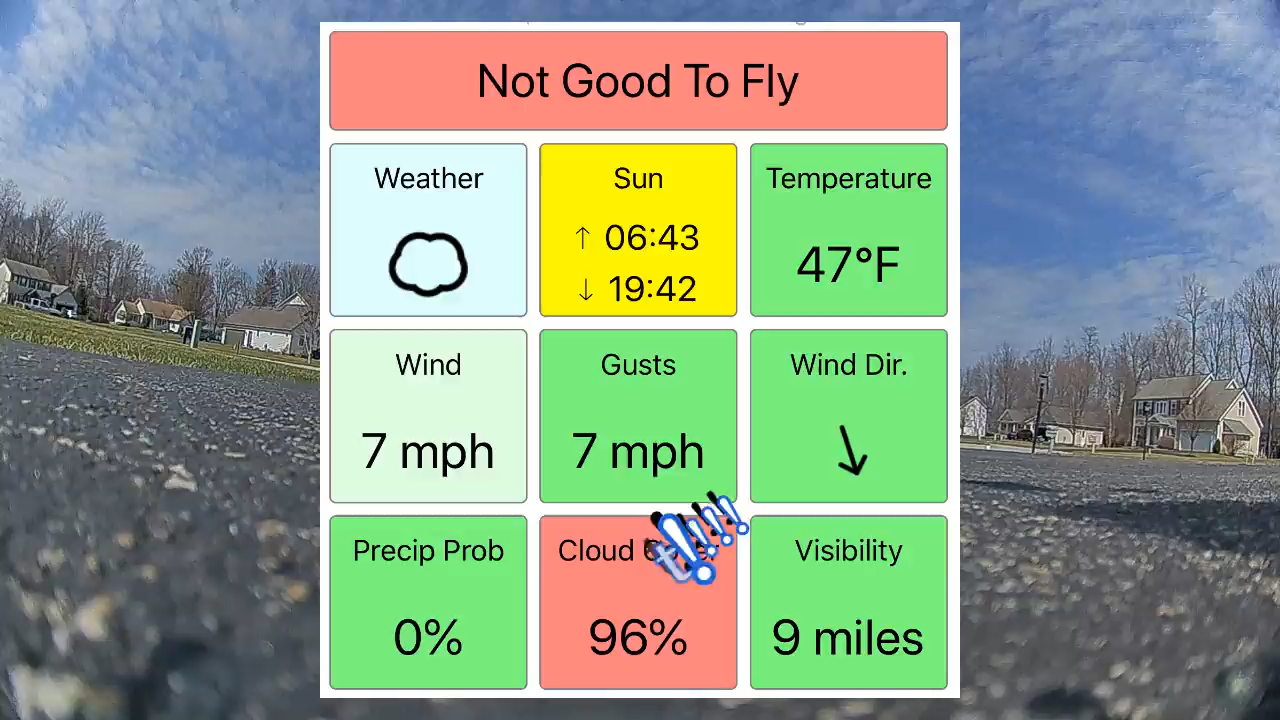 Not Good To Fly
Weather
Sun
Temperature
↑ 06:43
47°F
↓ 19:42
Wind
Gusts
Wind Dir.
7 mph
7 mph
Precip Prob
Cloud
Visibility
0%
96%
9 miles